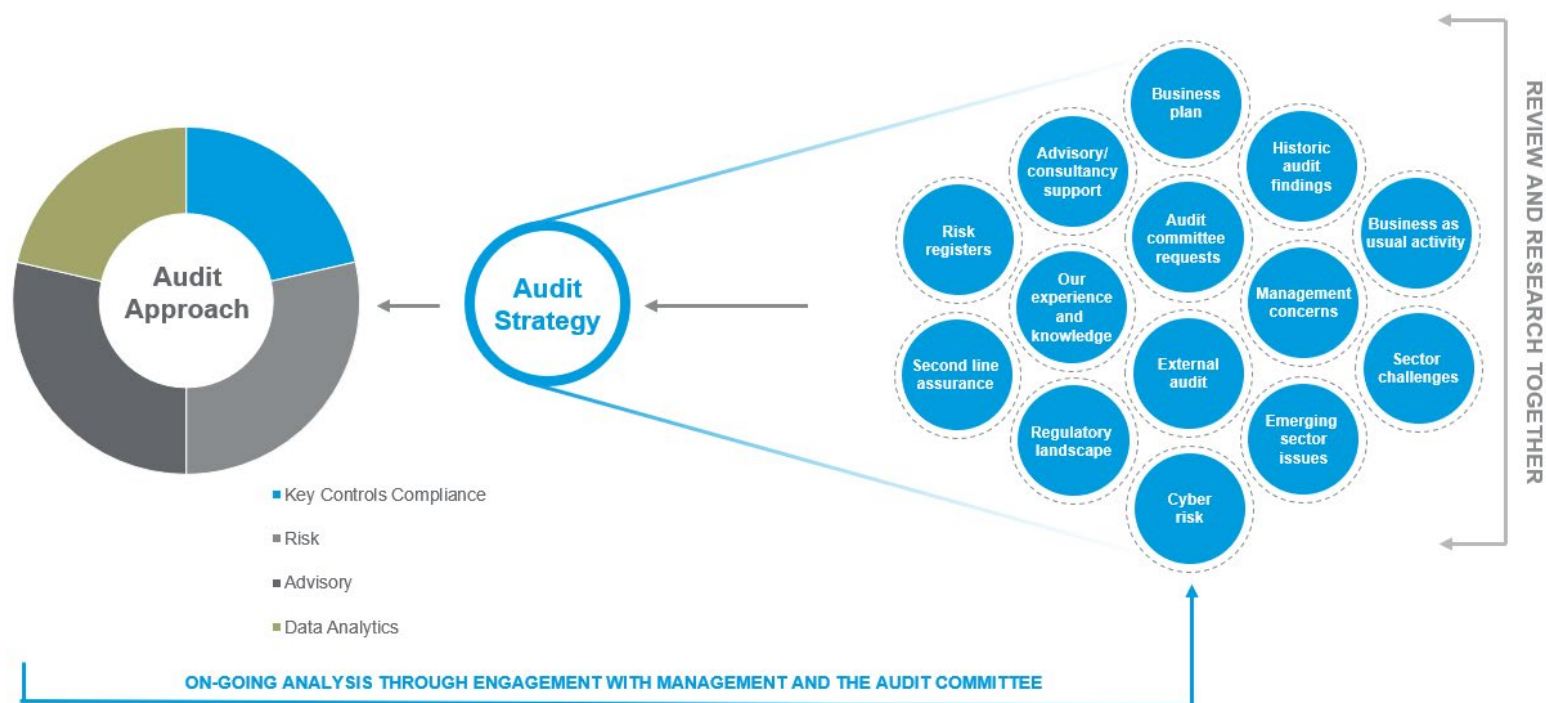 Audit
Approach
Key Controls Compliance
Risk
Advisory
Data Analytics
Audit
Strategy
Business
plan
Advisory/
consultancy
support
Historic
audit
findings
Risk
registers
Audit
committee
requests
Business as
usual activity
Our
experience
and
knowledge
Management
concerns
Second line
assurance
External
audit
Sector
challenges
Regulatory
landscape
Emerging
sector
issues
Cyber
risk
REVIEW AND RESEARCH TOGETHER
ON-GOING ANALYSIS THROUGH ENGAGEMENT WITH MANAGEMENT AND THE AUDIT COMMITTEE